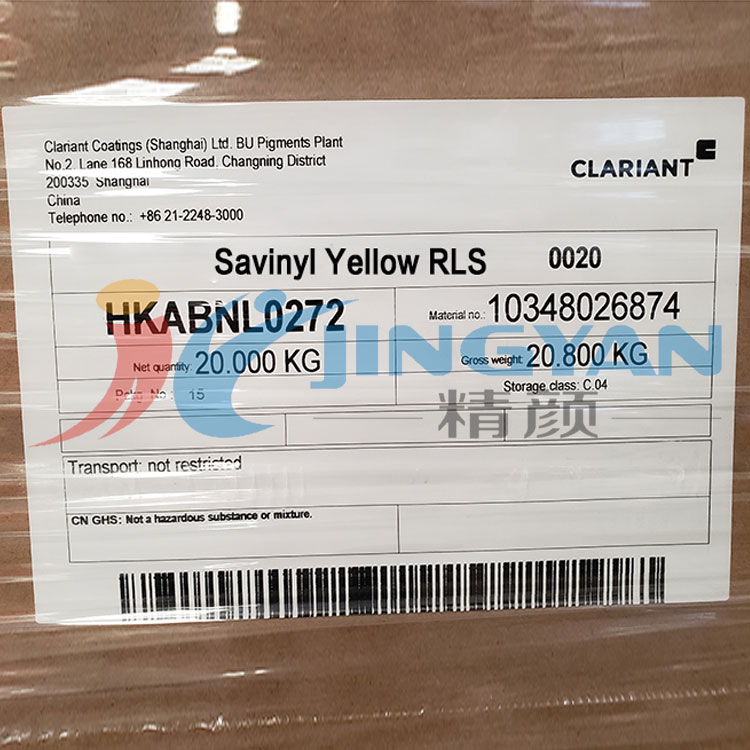 Clariant Coatings (Shanghai) Ltd. BU Pigments Plant
No.2, Lane 168 Linhong Road, Changning District
200335 Shanghai
China
Telephone no.: +86 21-2248-3000
CLARIANT
Savinyl Yellow RLS 0020
HKABNL0272 Material no.: 10348026874
Net quantity: 20.000 KG Gross weight: 20.800 KG
Pckg. No.: 15 Storage class: C.04
JINGYAN
精颜
Transport: not restricted
CN GHS: Not a hazardous substance or mixture.